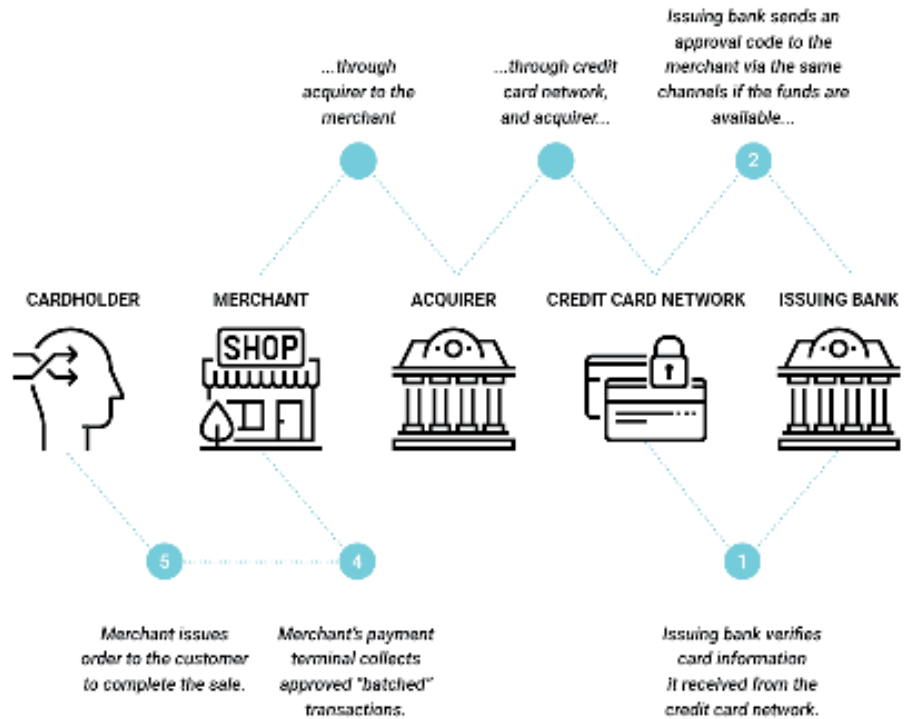 ...through
acquirer to the
merchant
...through credit
card network,
and acquirer...
Issuing bank sends an
approval code to the
merchant via the same
channels if the funds are
available...
2
CARDHOLDER
MERCHANT
ACQUIRER
CREDIT CARD NETWORK
ISSUING BANK
SHOP
5
4
1
Merchant issues
order to the customer
to complete the sale.
Merchant's payment
terminal collects
approved "batched"
transactions.
Issuing bank verifies
card information
it received from the
credit card network.